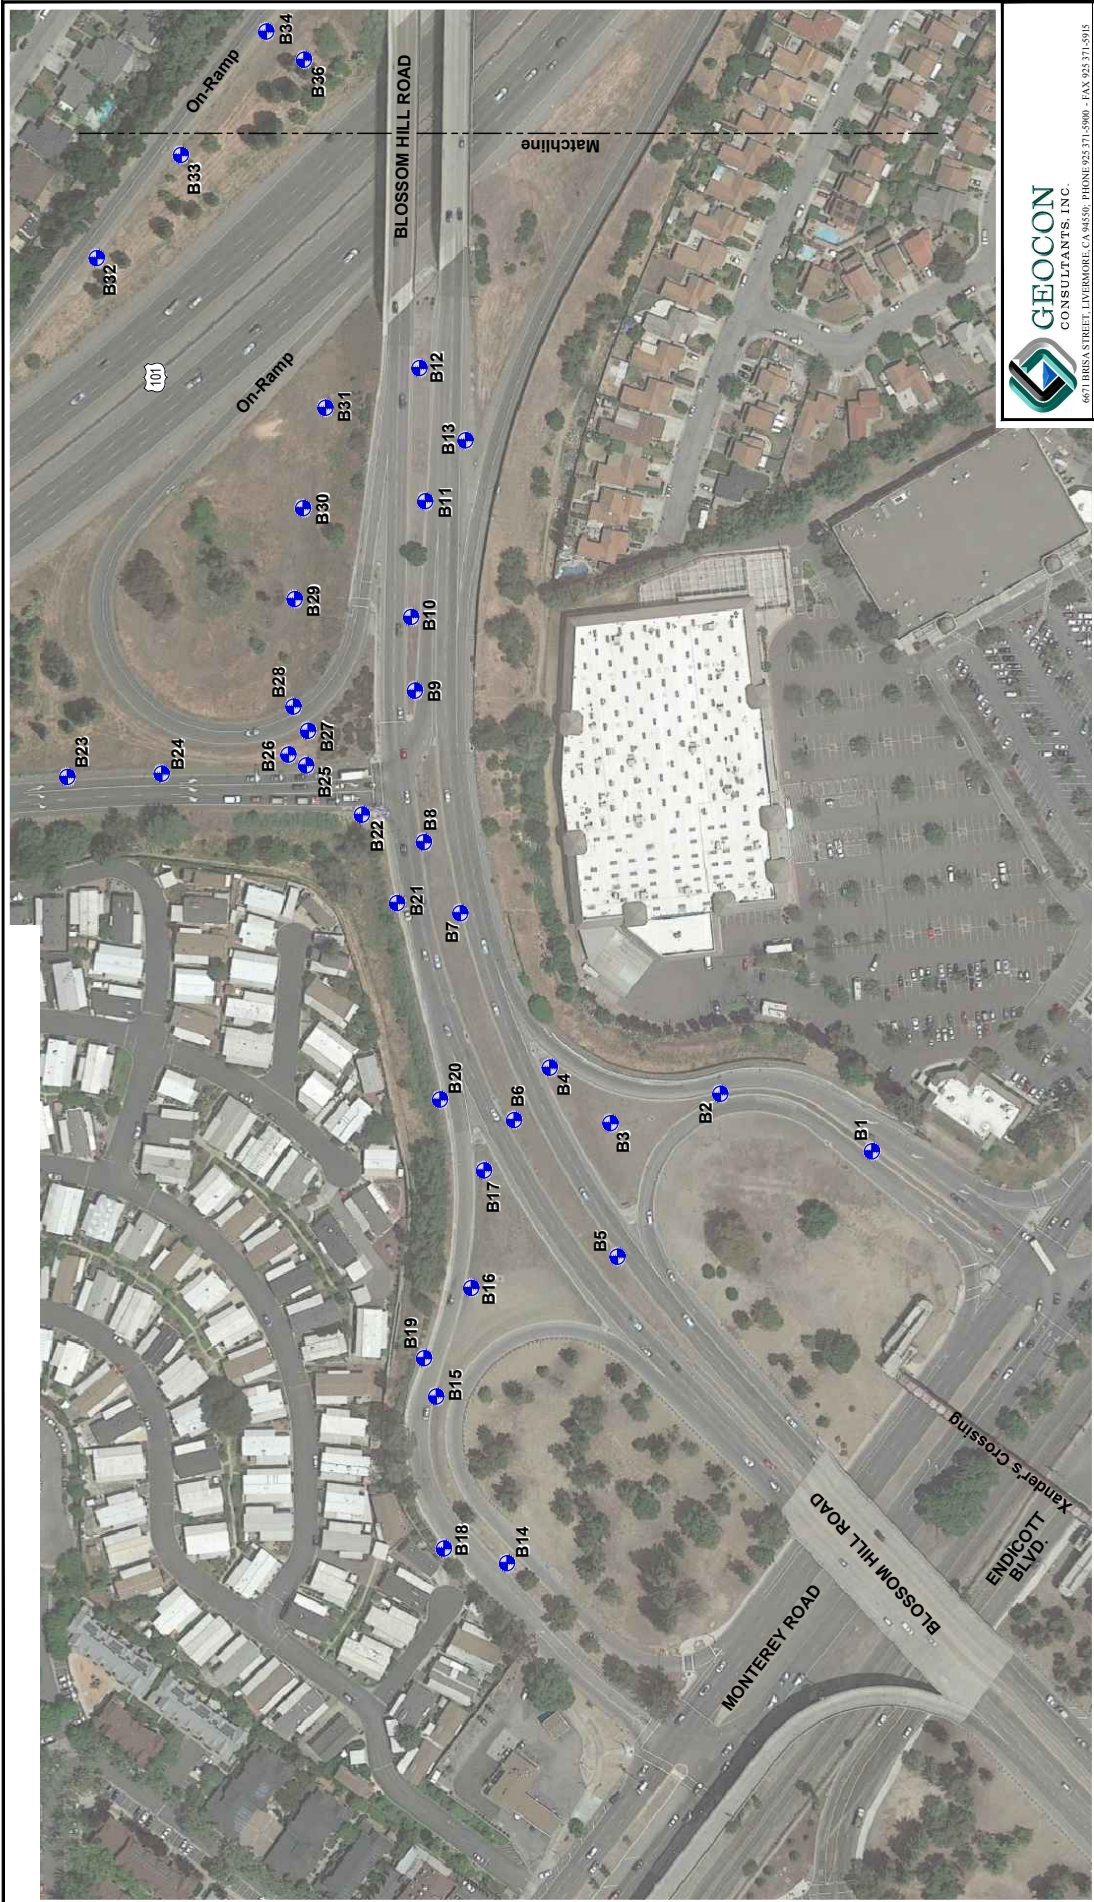 B34
On-Ramp
B36
BLOSSOM HILL ROAD
Matchline
B33
B32
101
On-Ramp
B12
B31
B13
B11
B30
B29
B10
B28
B9
B27
B26
B23
B24
B25
B22
B8
B21
B7
B20
B6
B4
B3
B2
B1
B17
B5
B16
B19
B15
B18
B14
Xander's Crossing
BLOSSOM HILL ROAD
ENDICOTT
BLVD.
MONTEREY ROAD
GEOCON
CONSULTANTS, INC.
6671 BRISA STREET, LIVERMORE, CA 94550; PHONE 925 371-5900 - FAX 925 371-5915